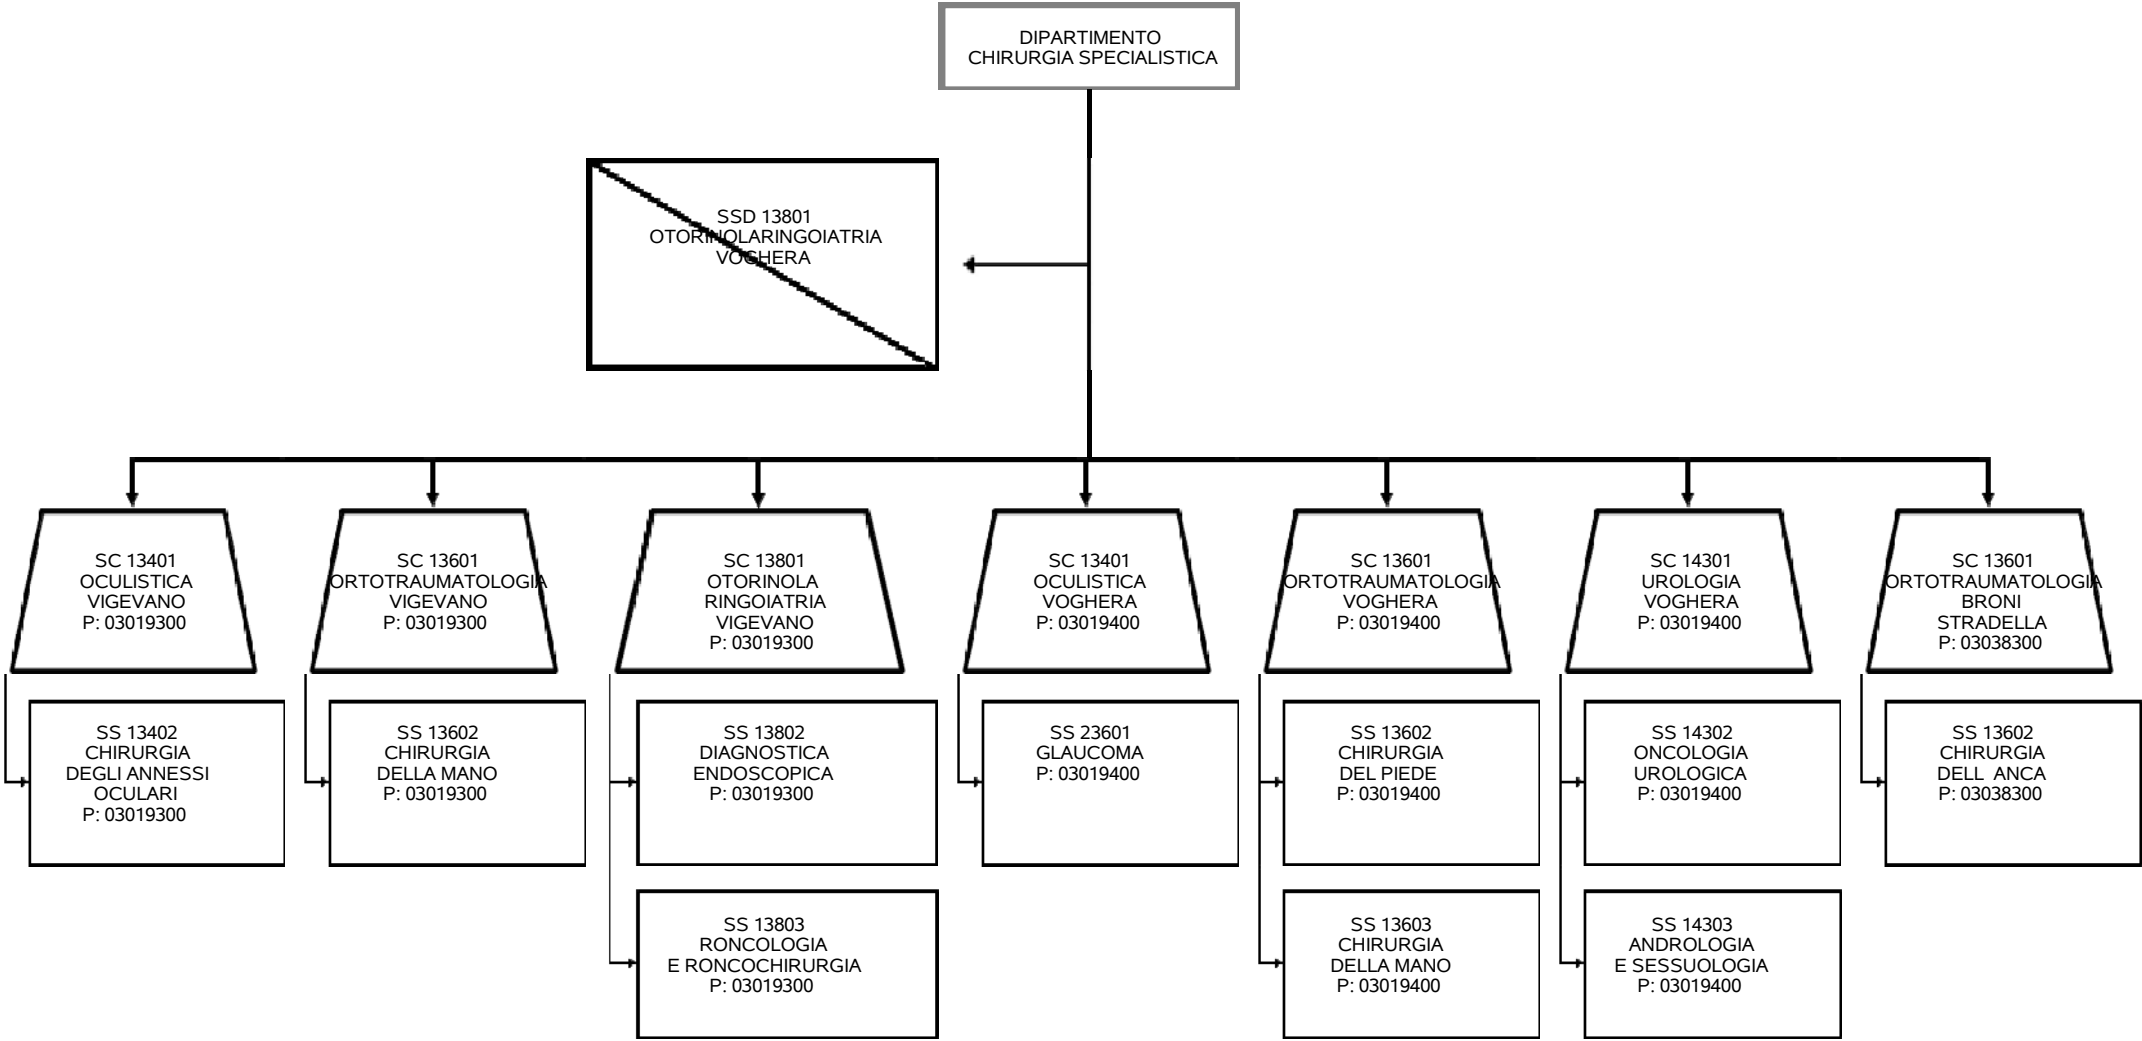 DIPARTIMENTO
CHIRURGIA SPECIALISTICA
SSD 13801
OTORINOLARINGOIATRIA
VOGHERA
SC 13401
OCULISTICA
VIGEVANO
P: 03019300
SC 13601
ORTOTRAUMATOLOGIA
VIGEVANO
P: 03019300
SC 13801
OTORINOLA
RINGOIATRIA
VIGEVANO
P: 03019300
SC 13401
OCULISTICA
VOGHERA
P: 03019400
SC 13601
ORTOTRAUMATOLOGIA
VOGHERA
P: 03019400
SC 14301
UROLOGIA
VOGHERA
P: 03019400
SC 13601
ORTOTRAUMATOLOGIA
BRONI
STRADELLA
P: 03038300
SS 13402
CHIRURGIA
DEGLI ANNESSI
OCULARI
P: 03019300
SS 13602
CHIRURGIA
DELLA MANO
P: 03019300
SS 13802
DIAGNOSTICA
ENDOSCOPICA
P: 03019300
SS 23601
GLAUCOMA
P: 03019400
SS 13602
CHIRURGIA
DEL PIEDE
P: 03019400
SS 14302
ONCOLOGIA
UROLOGICA
P: 03019400
SS 13602
CHIRURGIA
DELL  ANCA
P: 03038300
SS 13803
RONCOLOGIA
E RONCOCHIRURGIA
P: 03019300
SS 13603
CHIRURGIA
DELLA MANO
P: 03019400
SS 14303
ANDROLOGIA
E SESSUOLOGIA
P: 03019400